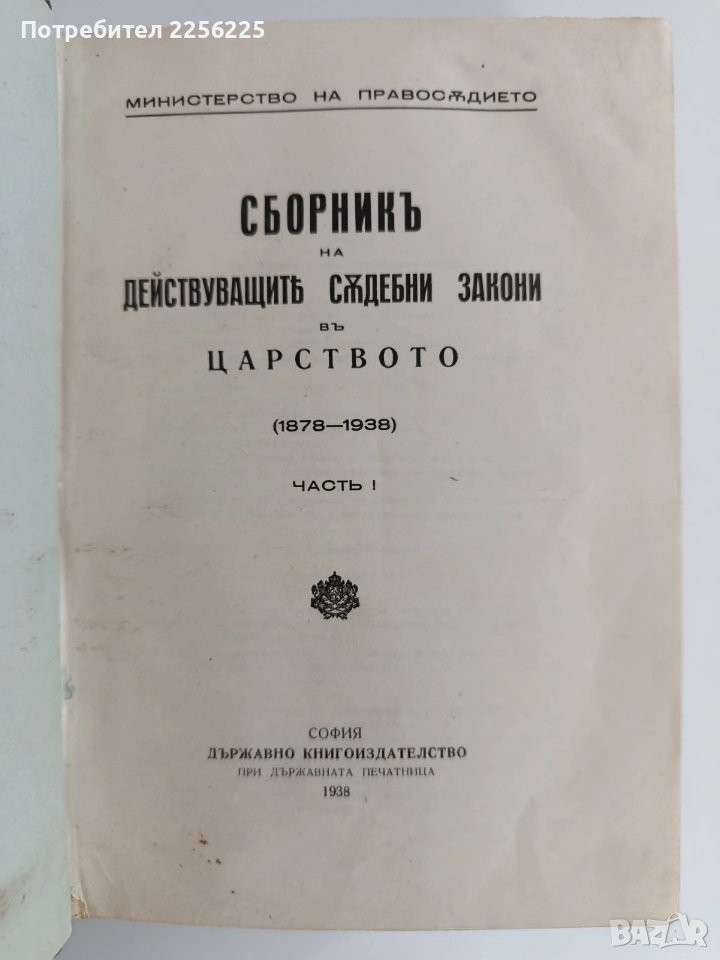 Потребител 2256225
МИНИСТЕРСТВО НА ПРАВОСѪДИЕТО
СБОРНИКЪ
НА
ДЕЙСТВУВАЩИТѢ СѪДЕБНИ ЗАКОНИ
ВЪ
ЦАРСТВОТО
(1878—1938)
ЧАСТЬ I
СОФИЯ
ДЪРЖАВНО КНИГОИЗДАТЕЛСТВО
ПРИ ДЪРЖАВНАТА ПЕЧАТНИЦА
1938
BAZAR